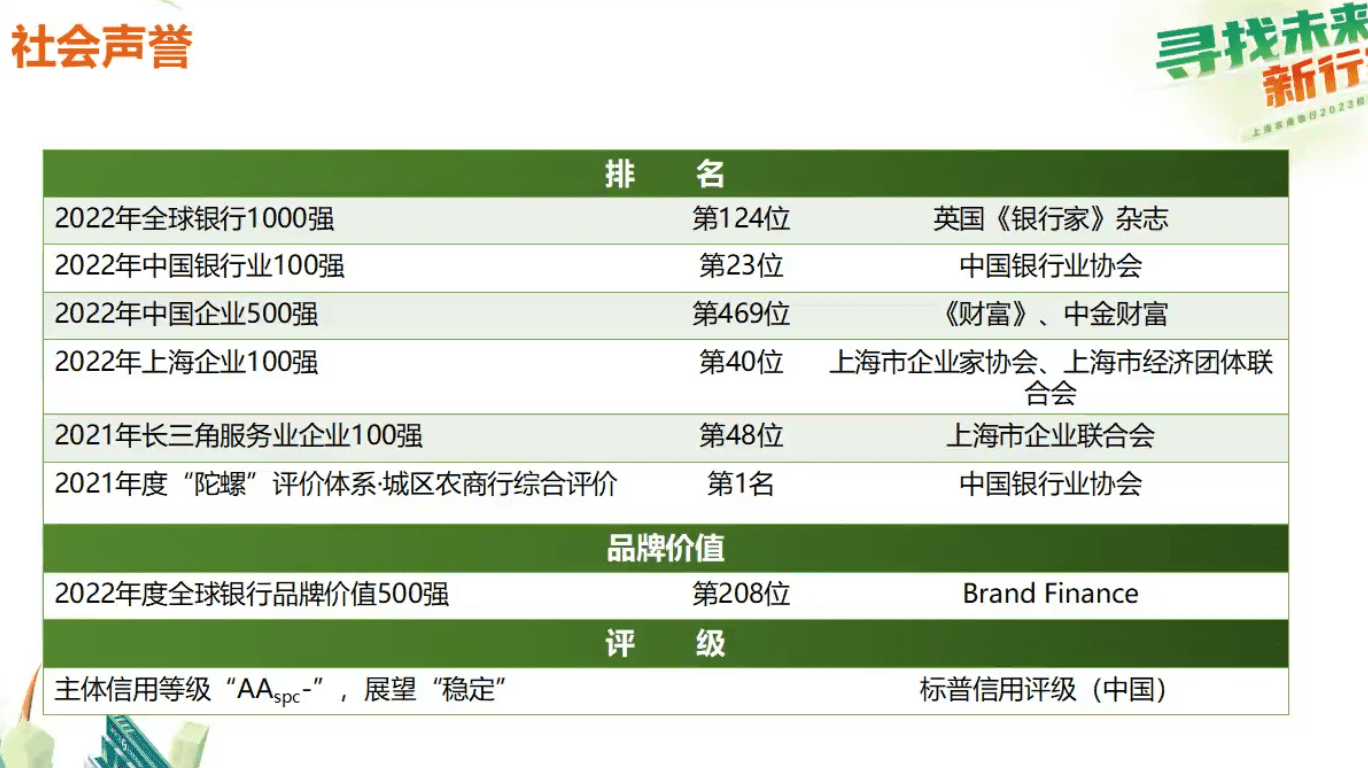 社会声誉
寻找未来
新行
上海农商银行2023校
排 名
2022年全球银行1000强 第124位 英国《银行家》杂志
2022年中国银行业100强 第23位 中国银行业协会
2022年中国企业500强 第469位 《财富》、中金财富
2022年上海企业100强 第40位 上海市企业家协会、上海市经济团体联
合会
2021年长三角服务业企业100强 第48位 上海市企业联合会
2021年度“陀螺”评价体系·城区农商行综合评价 第1名 中国银行业协会
品牌价值
2022年度全球银行品牌价值500强 第208位 Brand Finance
评 级
主体信用等级“AAspc-”，展望“稳定” 标普信用评级（中国）